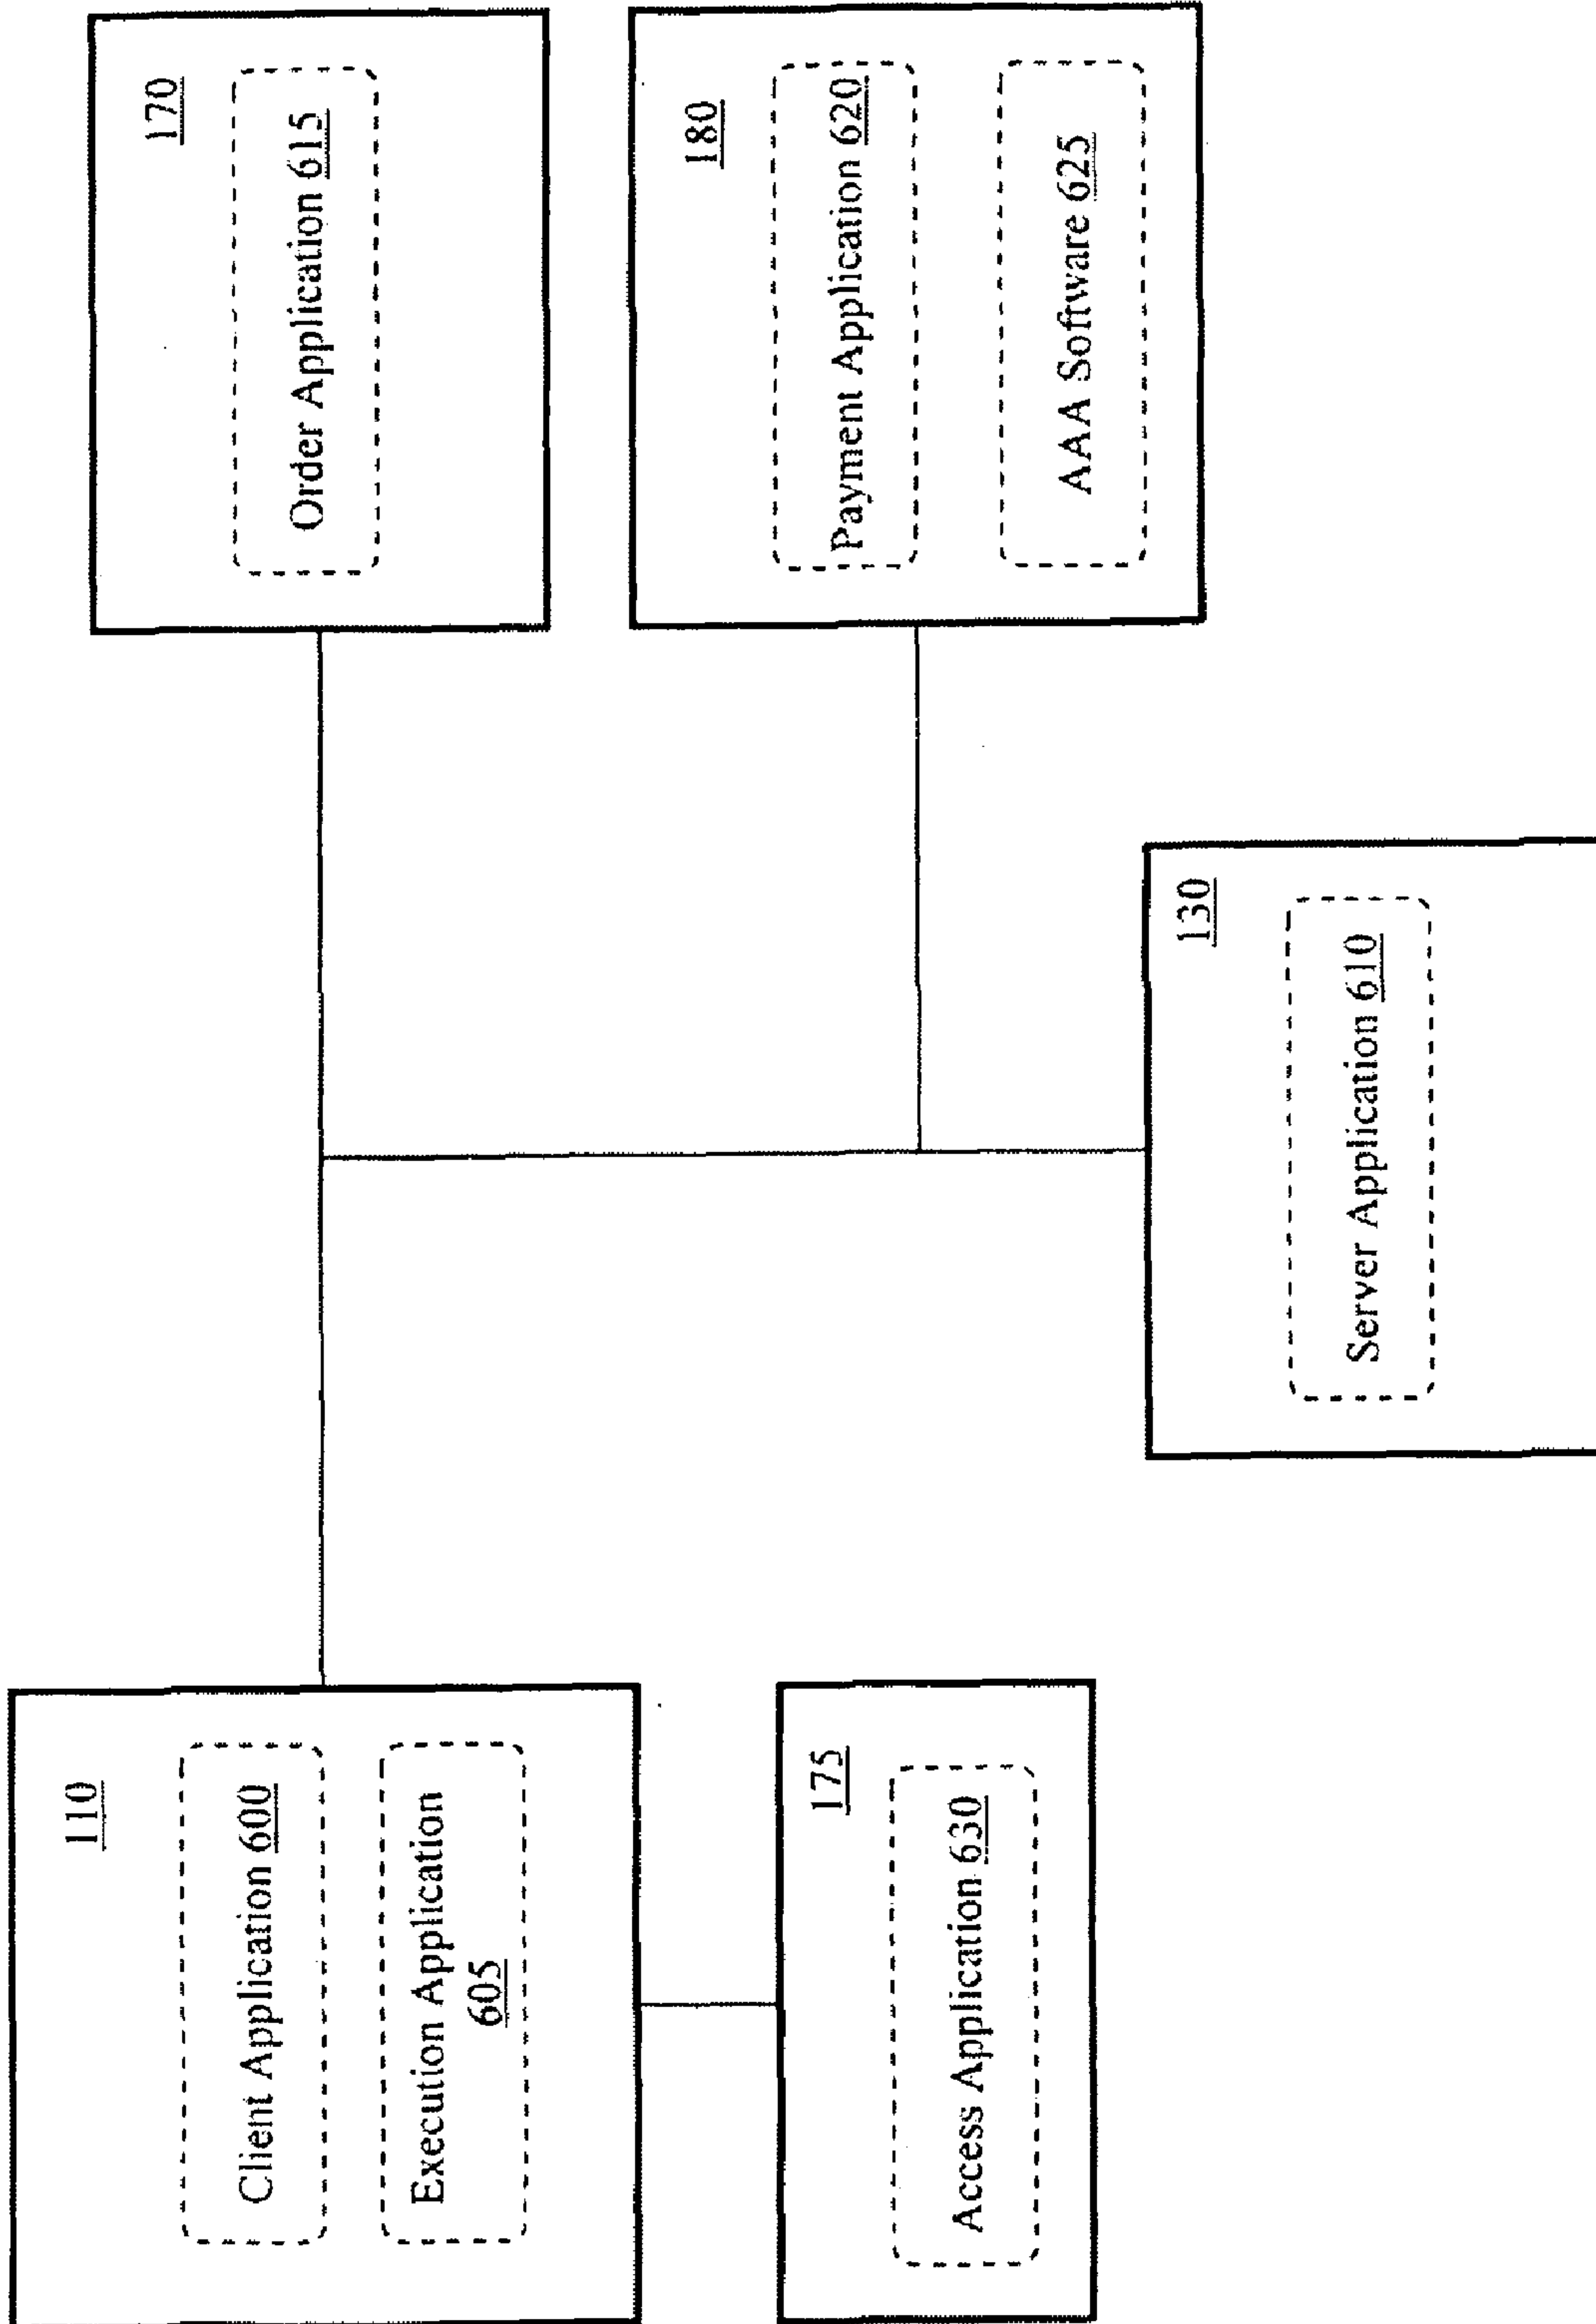 110
Client Application 600
Execution Application
605
175
Access Application 630
130
Server Application 610
170
Order Application 615
180
Payment Application 620
AAA Software 625